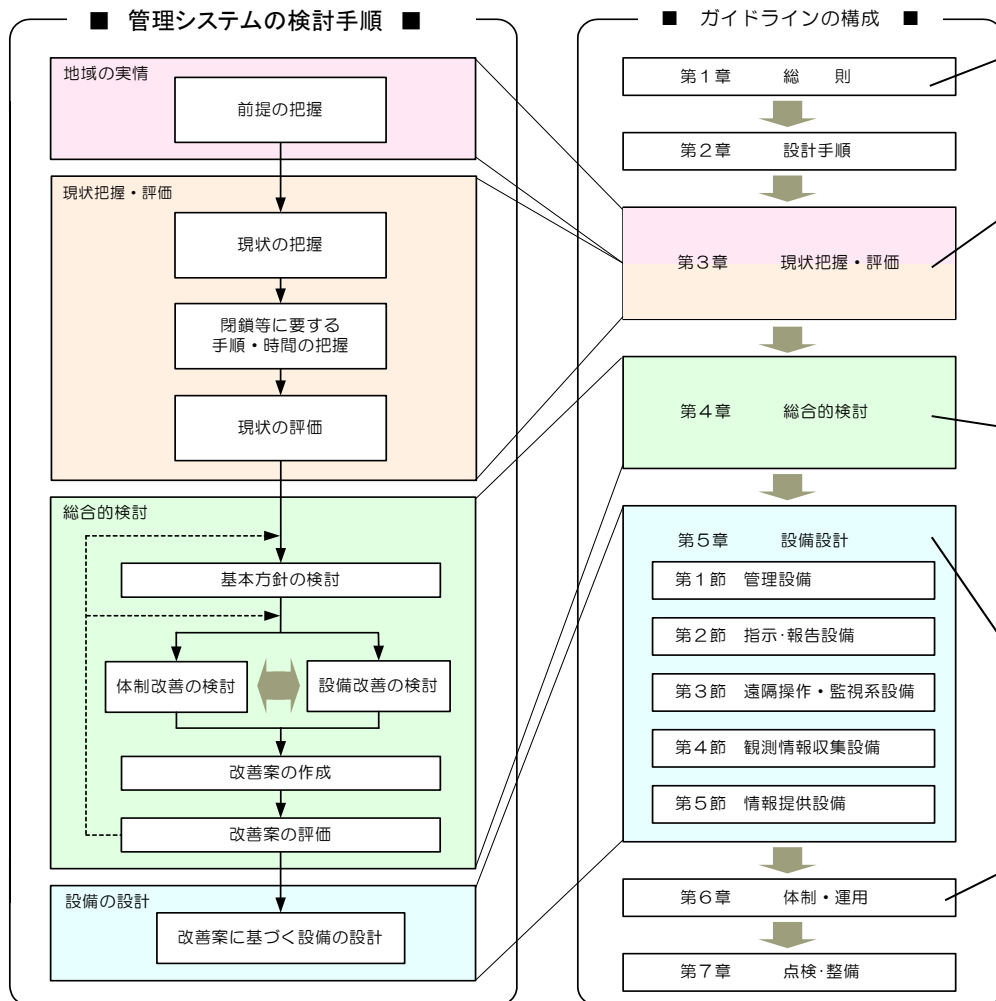 ■ 管理システムの検討手順 ■
地域の実情
前提の把握
現状把握・評価
現状の把握
閉鎖等に要する
手順・時間の把握
現状の評価
総合的検討
基本方針の検討
体制改善の検討
設備改善の検討
改善案の作成
改善案の評価
設備の設計
改善案に基づく設備の設計
■ ガイドラインの構成 ■
第１章 総 則
第２章 設計手順
第３章 現状把握・評価
第４章 総合的検討
第５章 設備設計
第１節 管理設備
第２節 指示･報告設備
第３節 遠隔操作・監視系設備
第４節 観測情報収集設備
第５節 情報提供設備
第６章 体制・運用
第７章 点検･整備